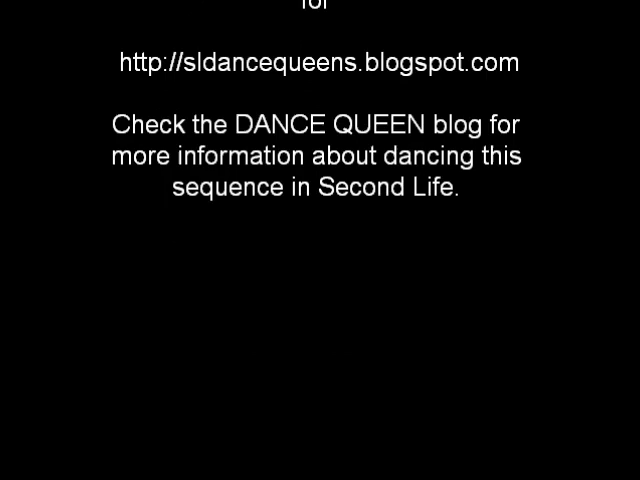 for
http://sldancequeens.blogspot.com
Check the DANCE QUEEN blog for
more information about dancing this
sequence in Second Life.